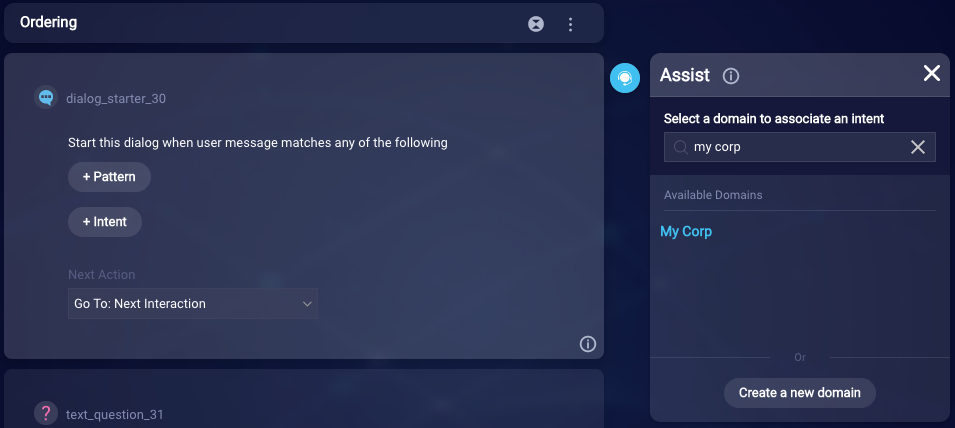 Ordering
dialog_starter_30
Start this dialog when user message matches any of the following
+ Pattern
+ Intent
Next Action
Go To: Next Interaction
?
text_question_31
Assist
Select a domain to associate an intent
my corp
Available Domains
My Corp
Or
Create a new domain